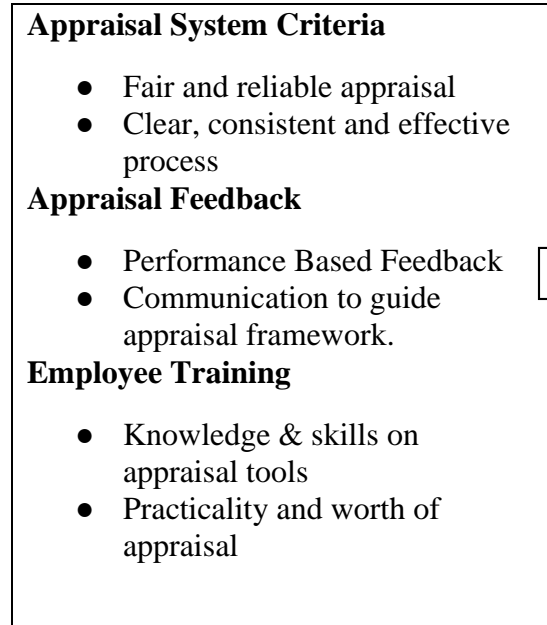 Appraisal System Criteria
● Fair and reliable appraisal
● Clear, consistent and effective
process
Appraisal Feedback
● Performance Based Feedback
● Communication to guide
appraisal framework.
Employee Training
● Knowledge & skills on
appraisal tools
● Practicality and worth of
appraisal